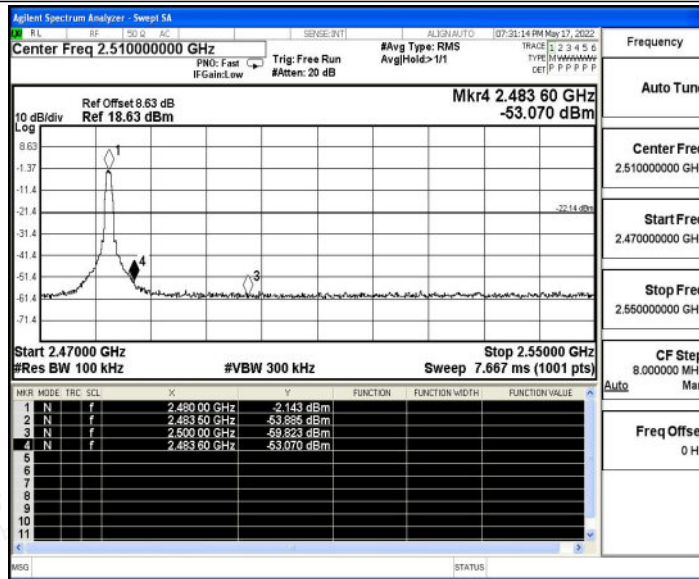 Agilent Spectrum Analyzer - Swept SA
RL RF 50 Ω AC SENSE:INT ALIGNAUTO 07:31:14 PM May 17, 2022
Center Freq 2.510000000 GHz
PNO: Fast
IFGain:Low
Trig: Free Run
#Atten: 20 dB
#Avg Type: RMS
Avg|Hold:> 1/1
TRACE 1 2 3 4 5 6
TYPE MWWWWW
DET P P P P P P
Mkr4 2.483 60 GHz
-53.070 dBm
10 dB/div
Log
Ref Offset 8.63 dB
Ref 18.63 dBm
8.63
-1.37
-11.4
-21.4
-31.4
-41.4
-51.4
-61.4
-71.4
1
4
3
-22.14 dBm
Start 2.47000 GHz Stop 2.55000 GHz
#Res BW 100 kHz #VBW 300 kHz Sweep 7.667 ms (1001 pts)
MKR MODE TRC SCL X Y FUNCTION FUNCTION WIDTH FUNCTION VALUE
1 N f 2.480 00 GHz -2.143 dBm
2 N f 2.483 50 GHz -53.885 dBm
3 N f 2.500 00 GHz -59.823 dBm
4 N f 2.483 60 GHz -53.070 dBm
5
6
7
8
9
10
11
MSG STATUS
Frequency
Auto Tun
Center Fre
2.510000000 GH
Start Fre
2.470000000 GH
Stop Fre
2.550000000 GH
CF Ste
8.000000 MH
Auto Ma
Freq Offse
0 H